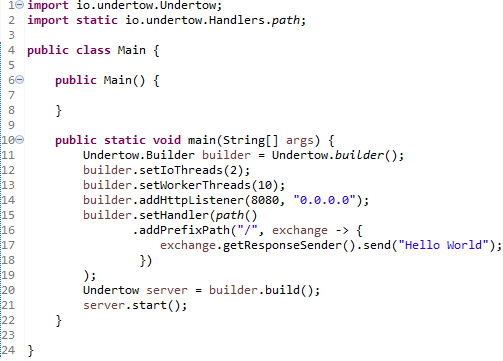 1 import io.undertow.Undertow;
2 import static io.undertow.Handlers.path;
3
4 public class Main {
5
6     public Main() {
7
8     }
9
10     public static void main(String[] args) {
11         Undertow.Builder builder = Undertow.builder();
12         builder.setIoThreads(2);
13         builder.setWorkerThreads(10);
14         builder.addHttpListener(8080, "0.0.0.0");
15         builder.setHandler(path()
16                 .addPrefixPath("/", exchange -> {
17                     exchange.getResponseSender().send("Hello World");
18                 })
19         );
20         Undertow server = builder.build();
21         server.start();
22     }
23
24 }